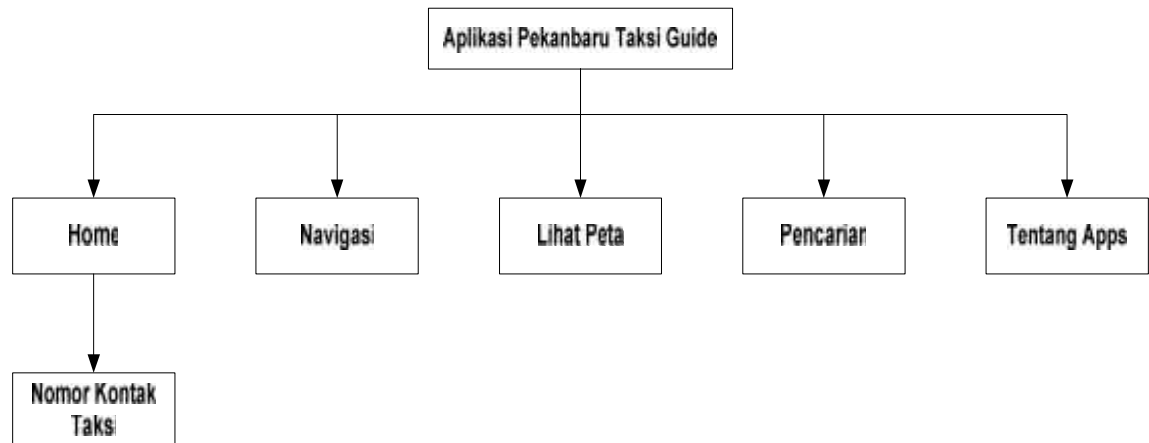 Aplikasi Pekanbaru Taksi Guide
Home
Navigasi
Lihat Peta
Pencarian
Tentang Apps
Nomor Kontak
Taksi